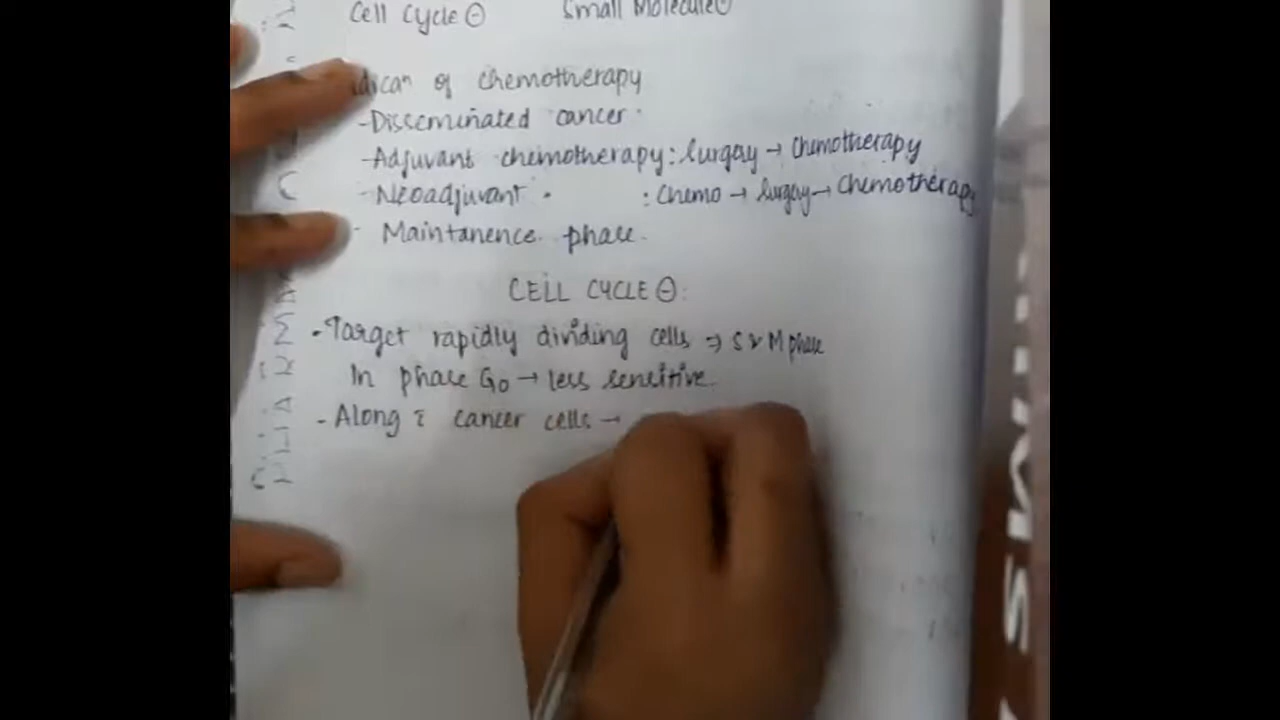 Cell Cycle ⊖ Small Molecule ⊖
dicaⁿ of chemotherapy
- Disseminated cancer
- Adjuvant chemotherapy : Surgery → Chemotherapy
- Neoadjuvant " : Chemo → Surgery → Chemotherapy
- Maintanence phase.
CELL CYCLE ⊖:
- Target rapidly dividing cells ⇒ S & M phase
In phase G0 → less sensitive.
- Along c̄ cancer cells →